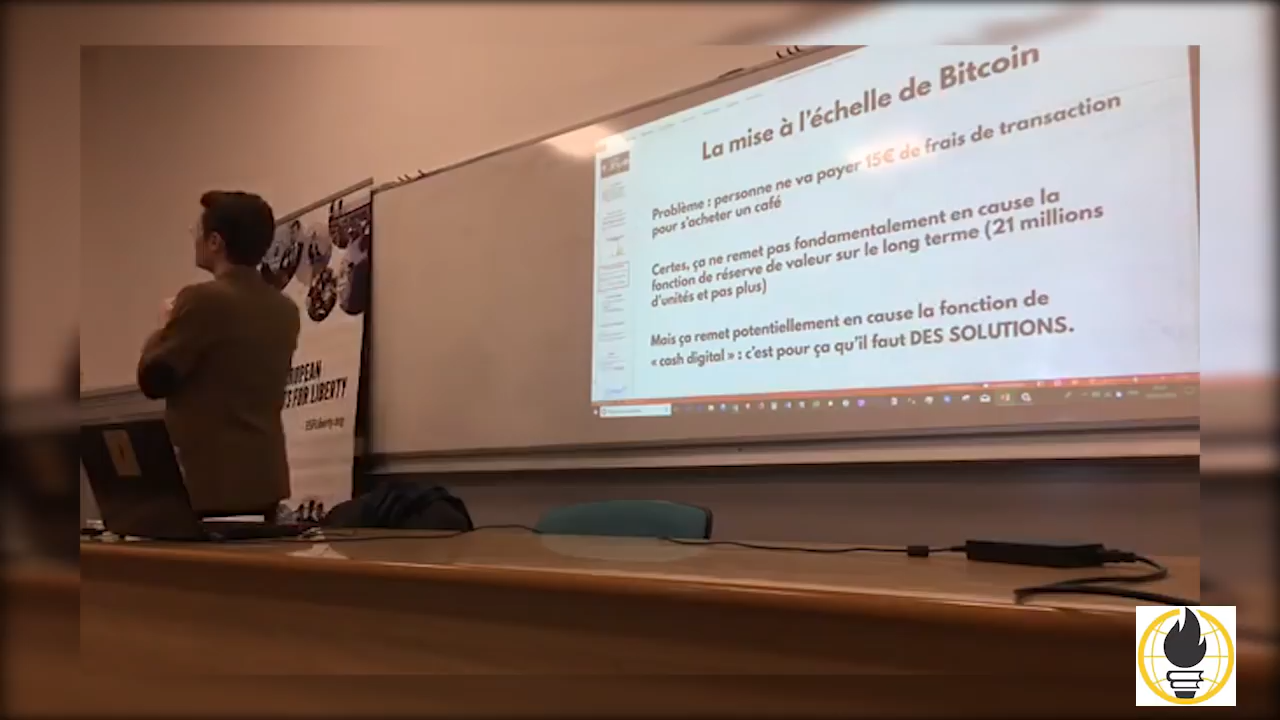 La mise à l'échelle de Bitcoin
Problème : personne ne va payer 15€ de frais de transaction
pour s'acheter un café
Certes, ça ne remet pas fondamentalement en cause la
fonction de réserve de valeur sur le long terme (21 millions
d'unités et pas plus)
Mais ça remet potentiellement en cause la fonction de
« cash digital » : c'est pour ça qu'il faut DES SOLUTIONS.
FOR LIBERTY